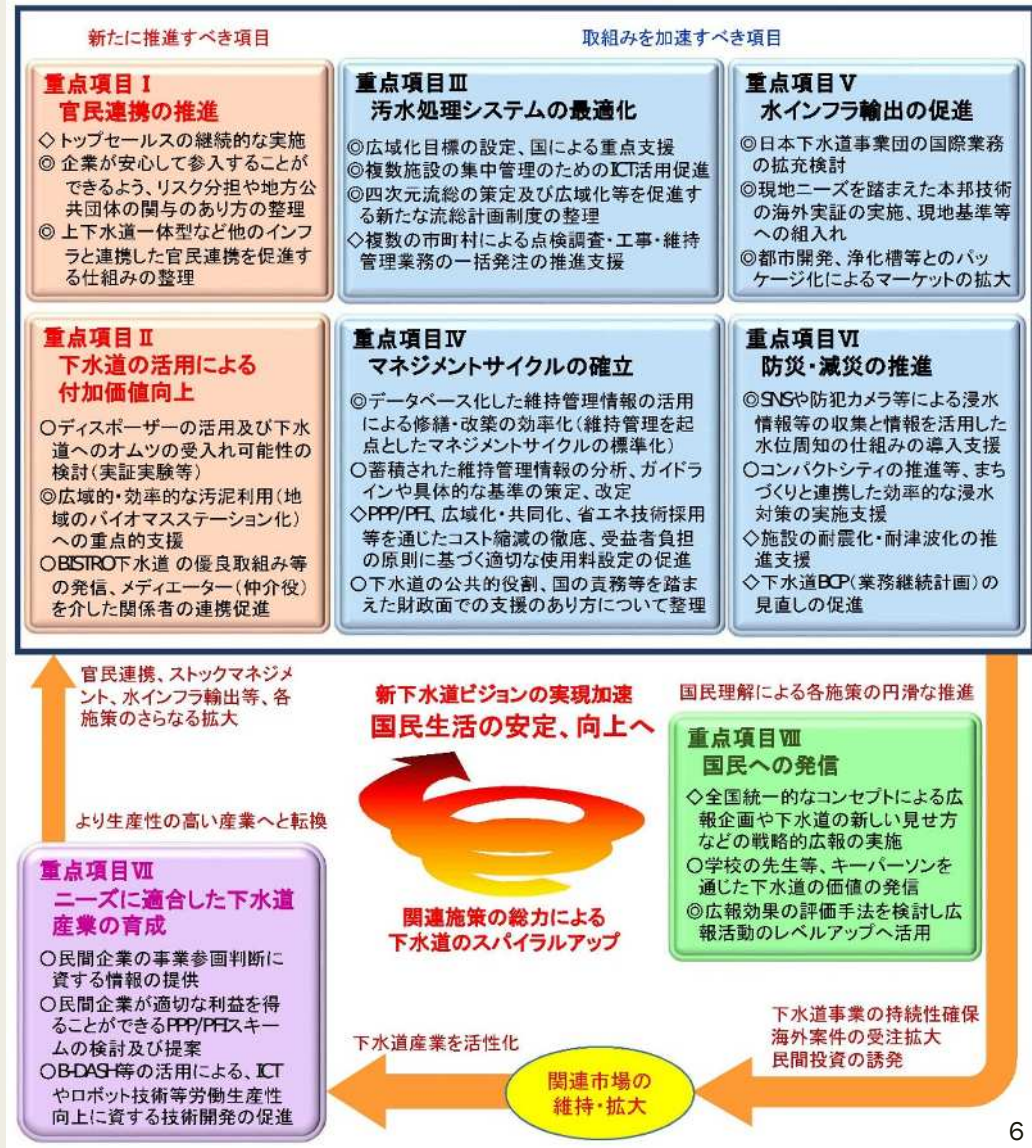 新たに推進すべき項目
取組みを加速すべき項目
重点項目Ⅰ
官民連携の推進
◇トップセールスの継続的な実施
◎企業が安心して参入することが
できるよう、リスク分担や地方公
共団体の関与のあり方の整理
◎上下水道一体型など他のインフ
ラと連携した官民連携を促進す
る仕組みの整理
重点項目Ⅲ
汚水処理システムの最適化
◎広域化目標の設定、国による重点支援
◎複数施設の集中管理のためのICT活用促進
◎四次元流総の策定及び広域化等を促進す
る新たな流総計画制度の整理
◇複数の市町村による点検調査・工事・維持
管理業務の一括発注の推進支援
重点項目Ⅴ
水インフラ輸出の促進
◎日本下水道事業団の国際業務
の拡充検討
◎現地ニーズを踏まえた本邦技術
の海外実証の実施、現地基準等
への組入れ
◎都市開発、浄化槽等とのパッ
ケージ化によるマーケットの拡大
重点項目Ⅱ
下水道の活用による
付加価値向上
○ディスポーザーの活用及び下水
道へのオムツの受入れ可能性の
検討(実証実験等)
◎広域的・効率的な汚泥利用(地
域のバイオマスステーション化)
への重点的支援
○BISTRO下水道 の優良取組み等
の発信、メディエーター(仲介役)
を介した関係者の連携促進
重点項目Ⅳ
マネジメントサイクルの確立
◎データベース化した維持管理情報の活用
による修繕・改築の効率化(維持管理を起
点としたマネジメントサイクルの標準化)
○蓄積された維持管理情報の分析、ガイドラ
インや具体的な基準の策定、改定
◇PPP/PFI、広域化・共同化、省エネ技術採用
等を通じたコスト縮減の徹底、受益者負担
の原則に基づく適切な使用料設定の促進
○下水道の公共的役割、国の責務等を踏ま
えた財政面での支援のあり方について整理
重点項目Ⅵ
防災・減災の推進
◎SNSや防犯カメラ等による浸水
情報等の収集と情報を活用した
水位周知の仕組みの導入支援
○コンパクトシティの推進等、まち
づくりと連携した効率的な浸水
対策の実施支援
◇施設の耐震化・耐津波化の推
進支援
◇下水道BCP(業務継続計画)の
見直しの促進
官民連携、ストックマネジメ
ント、水インフラ輸出等、各
施策のさらなる拡大
新下水道ビジョンの実現加速
国民生活の安定、向上へ
国民理解による各施策の円滑な推進
重点項目Ⅷ
国民への発信
◇全国統一的なコンセプトによる広
報企画や下水道の新しい見せ方
などの戦略的広報の実施
○学校の先生等、キーパーソンを
通じた下水道の価値の発信
◎広報効果の評価手法を検討し広
報活動のレベルアップへ活用
より生産性の高い産業へと転換
重点項目Ⅶ
ニーズに適合した下水道
産業の育成
○民間企業の事業参画判断に
資する情報の提供
○民間企業が適切な利益を得
ることができるPPP/PFIスキー
ムの検討及び提案
○B-DASH等の活用による、ICT
やロボット技術等労働生産性
向上に資する技術開発の促進
関連施策の総力による
下水道のスパイラルアップ
下水道産業を活性化
関連市場の
維持・拡大
下水道事業の持続性確保
海外案件の受注拡大
民間投資の誘発
6